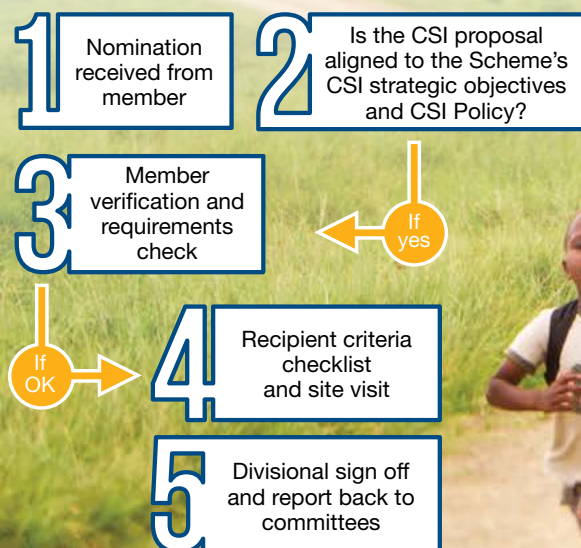 1
Nomination
received from
member
2
Is the CSI proposal
aligned to the Scheme's
CSI strategic objectives
and CSI Policy?
If
yes
3
Member
verification and
requirements
check
If
OK
4
Recipient criteria
checklist
and site visit
5
Divisional sign off
and report back to
committees